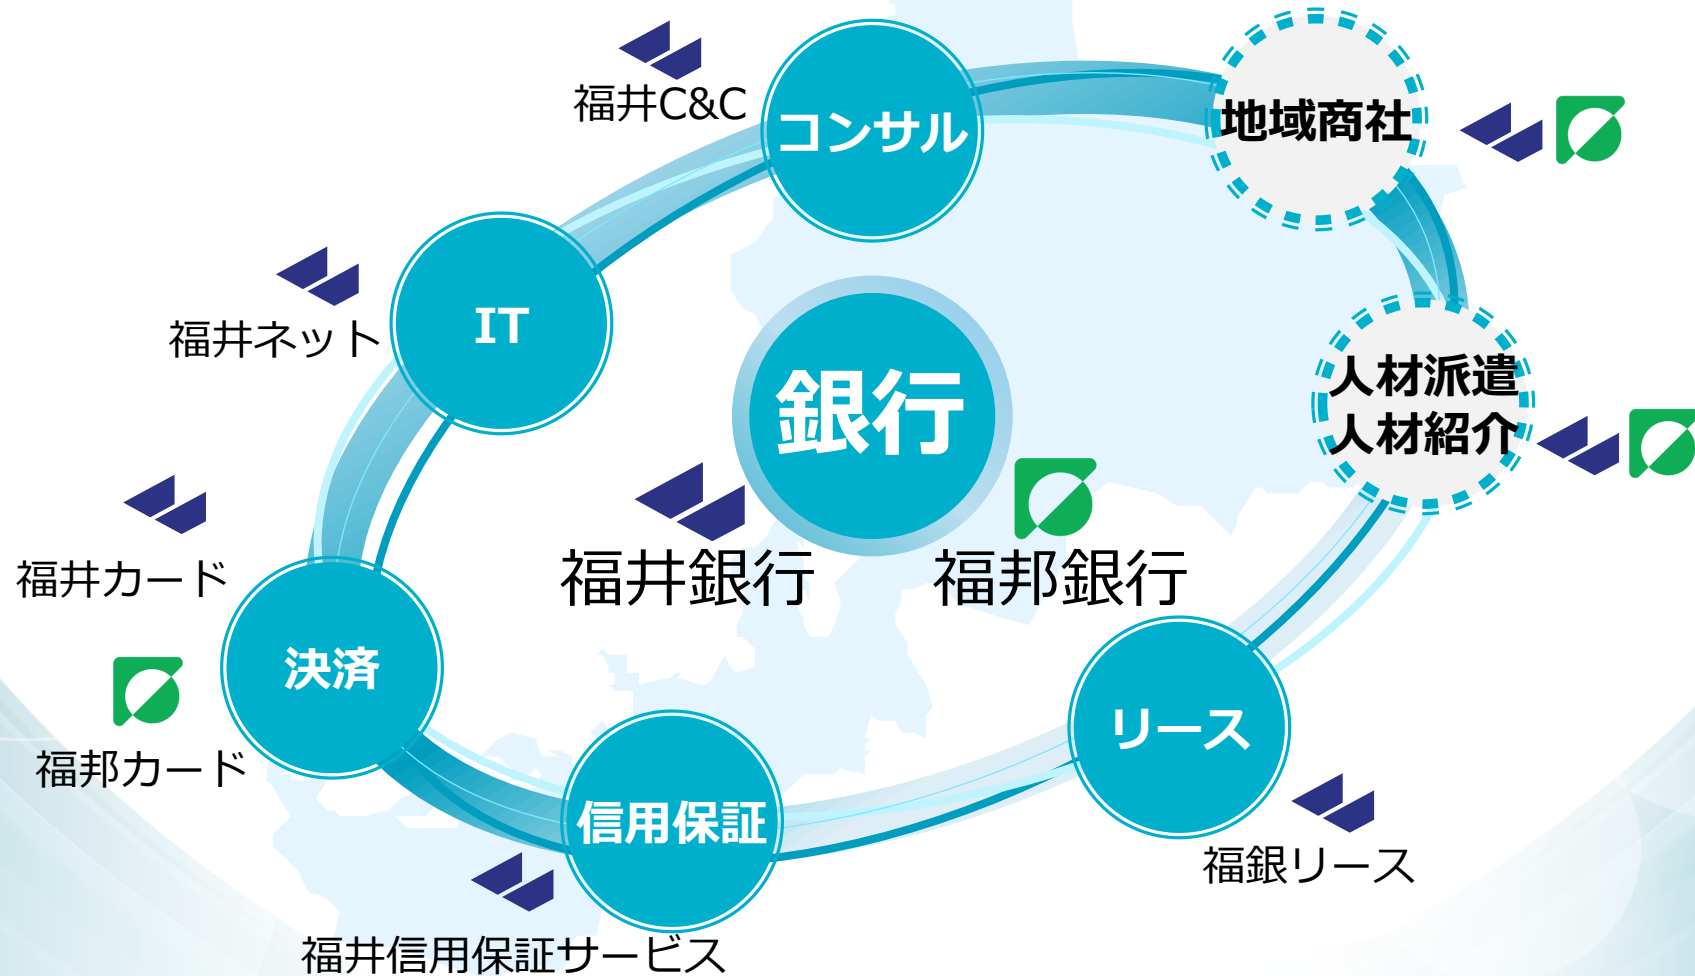 福井C&C
コンサル
地域商社
福井ネット
IT
人材派遣
人材紹介
銀行
福井銀行
福邦銀行
福井カード
決済
福邦カード
信用保証
福井信用保証サービス
リース
福銀リース